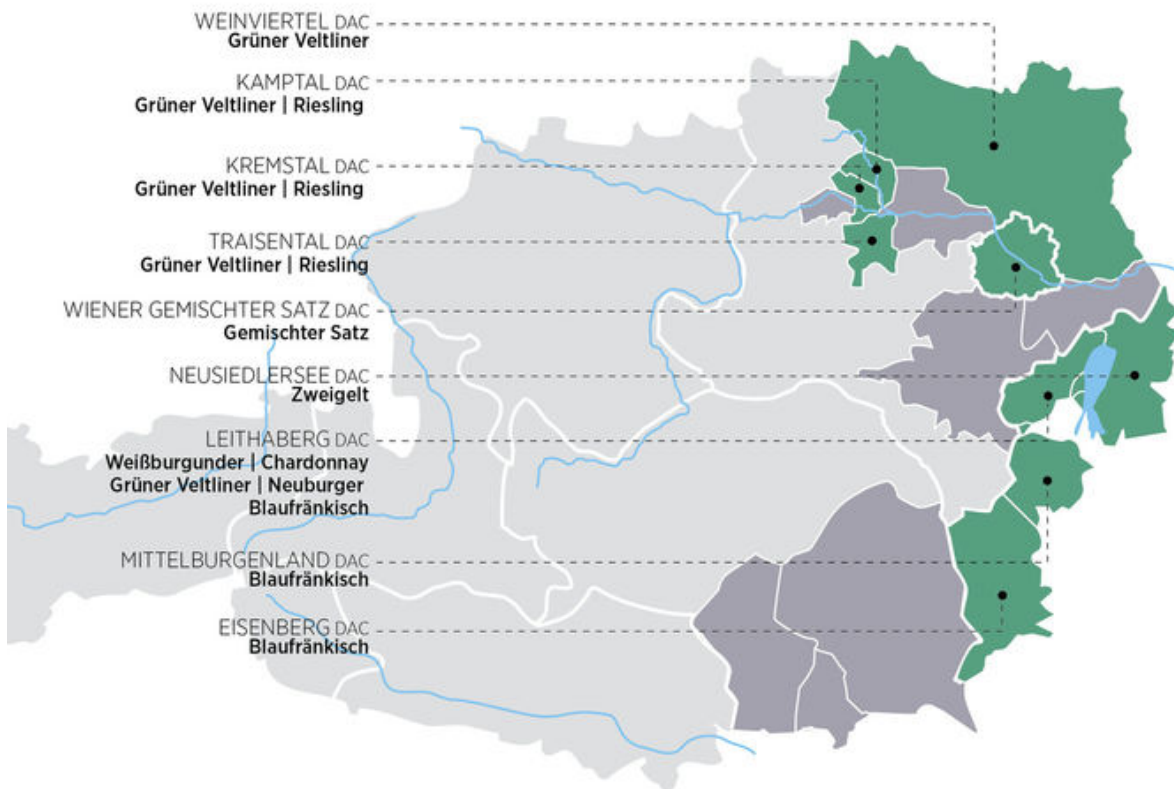 WEINVIERTEL DAC
Grüner Veltliner
KAMPTAL DAC
Grüner Veltliner | Riesling
KREMSTAL DAC
Grüner Veltliner | Riesling
TRAISENTAL DAC
Grüner Veltliner | Riesling
WIENER GEMISCHTER SATZ DAC
Gemischter Satz
NEUSIEDLERSEE DAC
Zweigelt
LEITHABERG DAC
Weißburgunder | Chardonnay
Grüner Veltliner | Neuburger
Blaufränkisch
MITTELBURGENLAND DAC
Blaufränkisch
EISENBERG DAC
Blaufränkisch